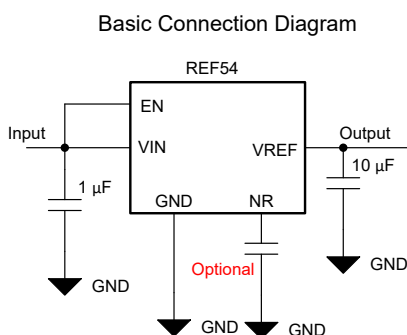 Basic Connection Diagram
REF54
EN
Input
VIN
VREF
Output
1 µF
10 µF
GND
NR
Optional
GND
GND
GND
GND